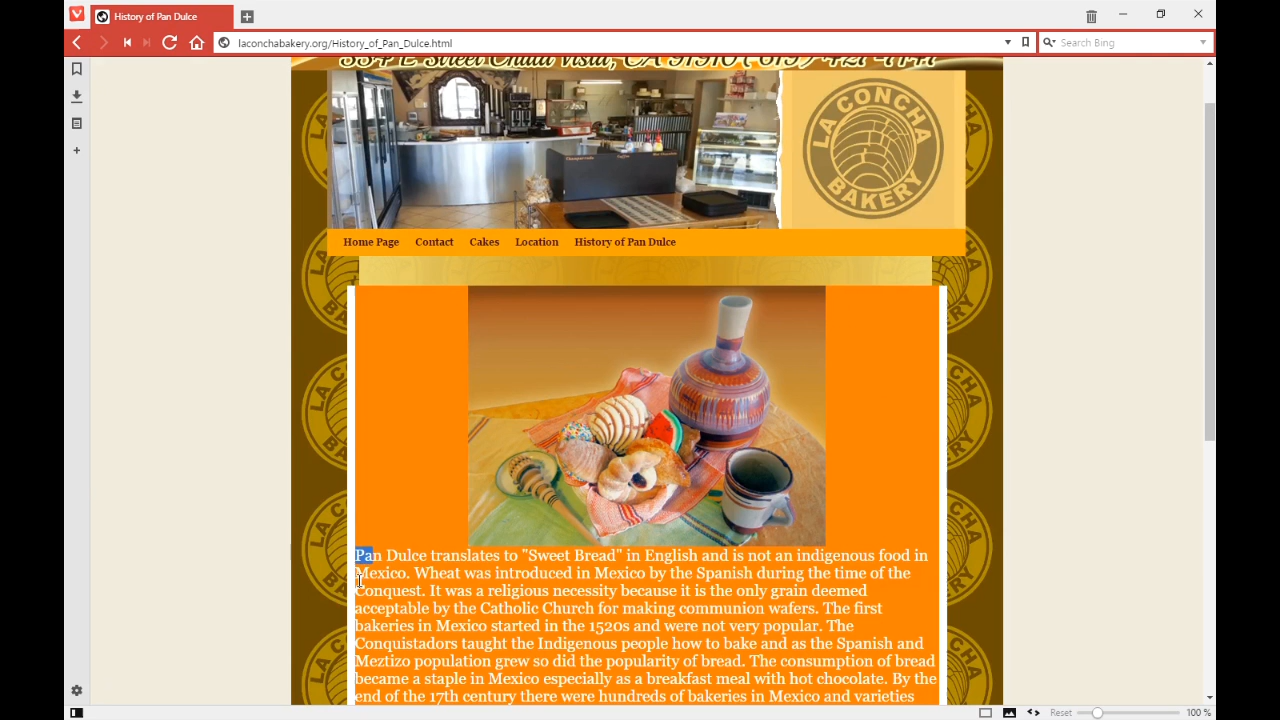 History of Pan Dulce
laconchabakery.org/History_of_Pan_Dulce.html
Search Bing
LA CONCHA
BAKERY
Home Page Contact Cakes Location History of Pan Dulce
Pan Dulce translates to "Sweet Bread" in English and is not an indigenous food in
Mexico. Wheat was introduced in Mexico by the Spanish during the time of the
Conquest. It was a religious necessity because it is the only grain deemed
acceptable by the Catholic Church for making communion wafers. The first
bakeries in Mexico started in the 1520s and were not very popular. The
Conquistadors taught the Indigenous people how to bake and as the Spanish and
Meztizo population grew so did the popularity of bread. The consumption of bread
became a staple in Mexico especially as a breakfast meal with hot chocolate. By the
end of the 17th century there were hundreds of bakeries in Mexico and varieties
Reset
100 %